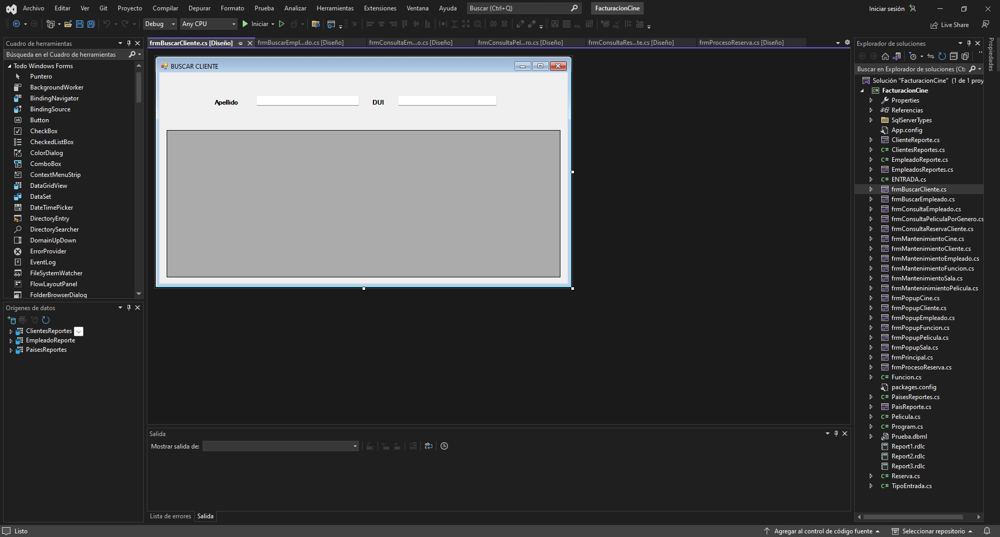 Archivo Editar Ver Git Proyecto Compilar Depurar Formato Prueba Analizar Herramientas Extensiones Ventana Ayuda Buscar (Ctrl+Q) FacturacionCine Iniciar sesión
Debug Any CPU Iniciar Live Share
Cuadro de herramientas
Búsqueda en el Cuadro de herramientas
Todo Windows Forms
Puntero
BackgroundWorker
BindingNavigator
BindingSource
Button
CheckBox
CheckedListBox
ColorDialog
ComboBox
ContextMenuStrip
DataGridView
DataSet
DateTimePicker
DirectoryEntry
DirectorySearcher
DomainUpDown
ErrorProvider
EventLog
FileSystemWatcher
FlowLayoutPanel
FolderBrowserDialog
Orígenes de datos
ClientesReportes
EmpleadoReporte
PaisesReportes
frmBuscarCliente.cs [Diseño] frmBuscarEmpl...do.cs [Diseño] frmConsultaEm...o.cs [Diseño] frmConsultaPel...ro.cs [Diseño] frmConsultaRes...te.cs [Diseño] frmProcesoReserva.cs [Diseño]
BUSCAR CLIENTE
Apellido DUI
Salida
Mostrar salida de:
Lista de errores Salida
Explorador de soluciones
Buscar en Explorador de soluciones (Ctr
Solución "FacturacionCine" (1 de 1 proy
FacturacionCine
Properties
Referencias
SqlServerTypes
App.config
ClienteReporte.cs
ClientesReportes.cs
EmpleadoReporte.cs
EmpleadosReportes.cs
ENTRADA.cs
frmBuscarCliente.cs
frmBuscarEmpleado.cs
frmConsultaEmpleado.cs
frmConsultaPeliculaPorGenero.cs
frmConsultaReservaCliente.cs
frmMantenimientoCine.cs
frmMantenimientoCliente.cs
frmMantenimientoEmpleado.cs
frmMantenimientoFuncion.cs
frmMantenimientoSala.cs
frmManteninimientoPelicula.cs
frmPopupCine.cs
frmPopupCliente.cs
frmPopupEmpleado.cs
frmPopupFuncion.cs
frmPopupPelicula.cs
frmPopupSala.cs
frmPrincipal.cs
frmProcesoReserva.cs
Funcion.cs
packages.config
PaisesReportes.cs
PaisReporte.cs
Pelicula.cs
Program.cs
Prueba.dbml
Report1.rdlc
Report2.rdlc
Report3.rdlc
Reserva.cs
TipoEntrada.cs
Propiedades
Listo Agregar al control de código fuente Seleccionar repositorio